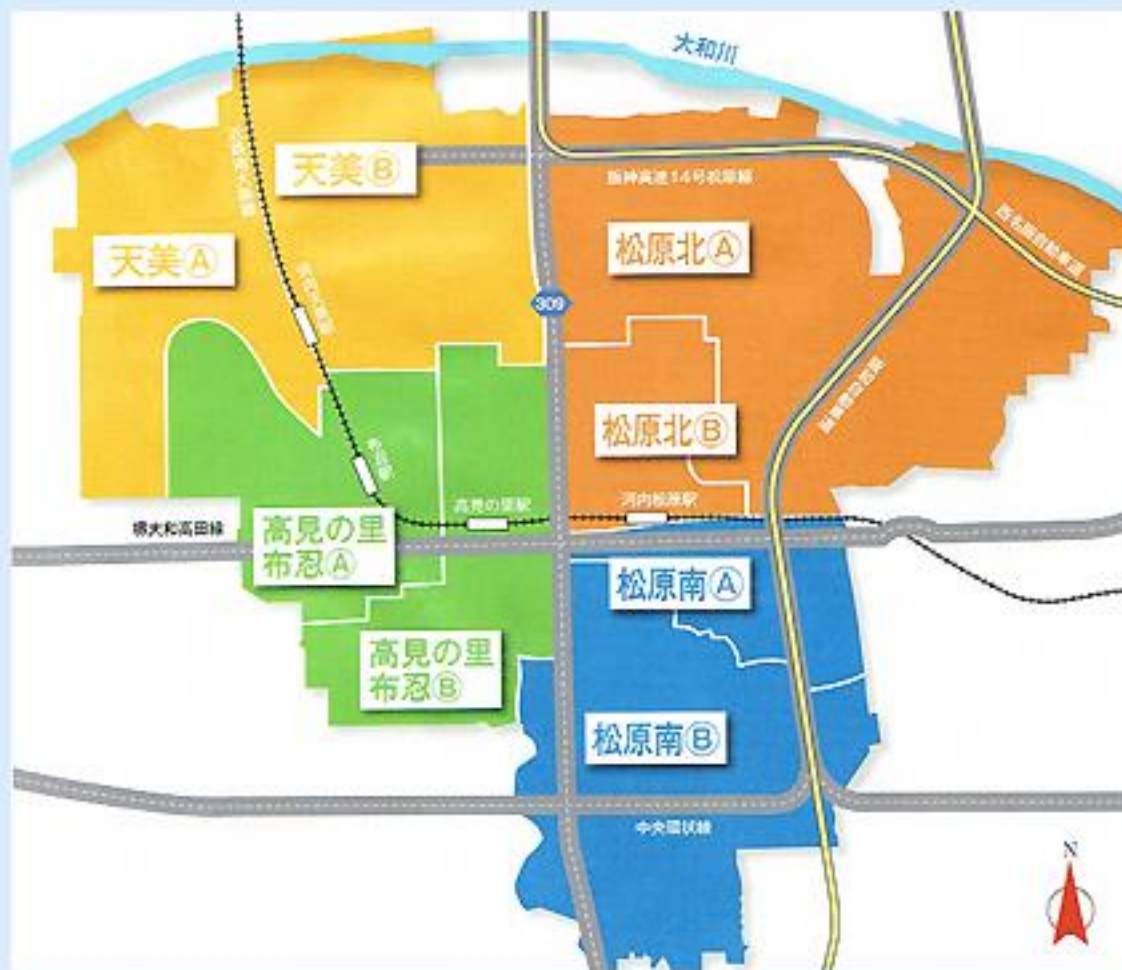 大和川
天美Ⓑ
阪神高速14号松原線
天美Ⓐ
松原北Ⓐ
西名阪自動車道
309
松原北Ⓑ
高見の里駅
河内松原駅
堺大和高田線
高見の里
布忍Ⓐ
松原南Ⓐ
高見の里
布忍Ⓑ
松原南Ⓑ
中央環状線
N